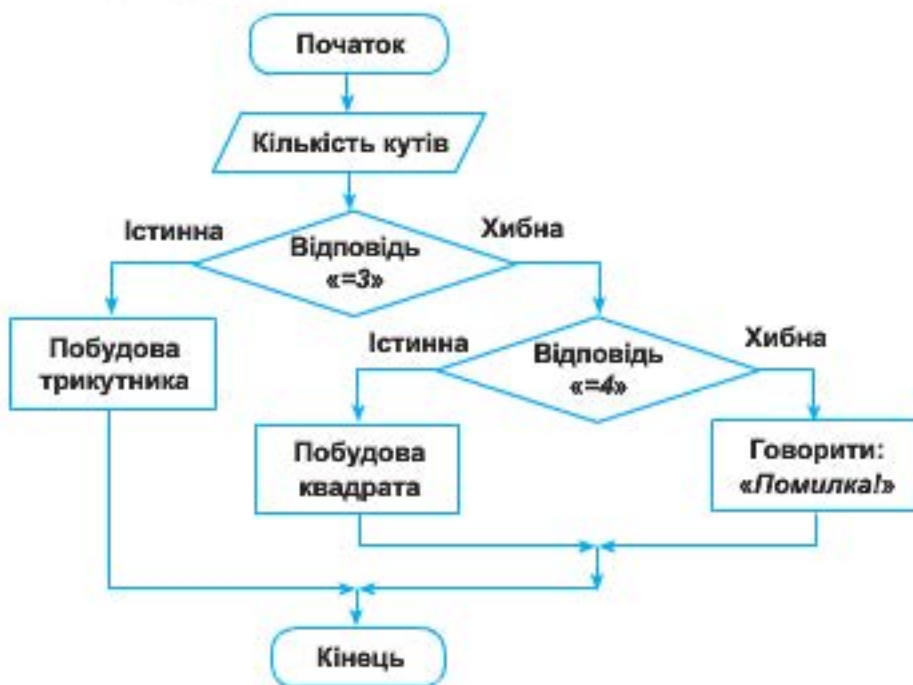 Початок
Кількість кутів
Істинна
Хибна
Відповідь
«=3»
Побудова
трикутника
Істинна
Хибна
Відповідь
«=4»
Побудова
квадрата
Говорити:
«Помилка!»
Кінець